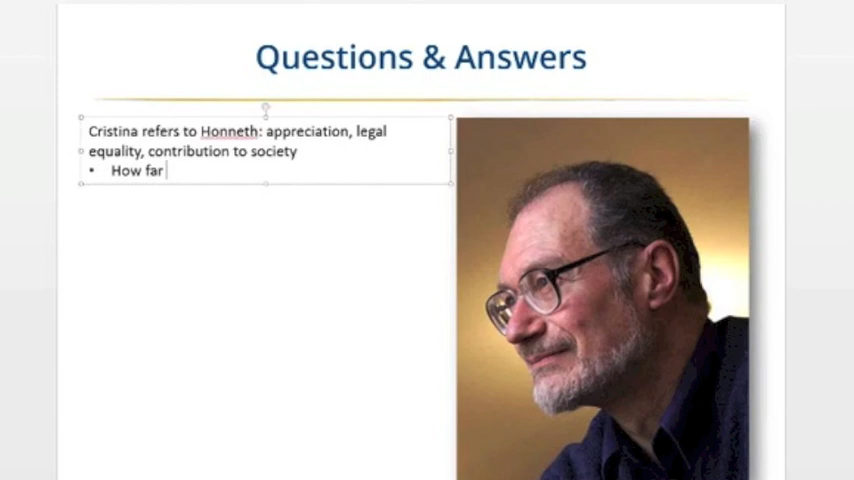 Questions & Answers
Cristina refers to Honneth: appreciation, legal
equality, contribution to society
• How far